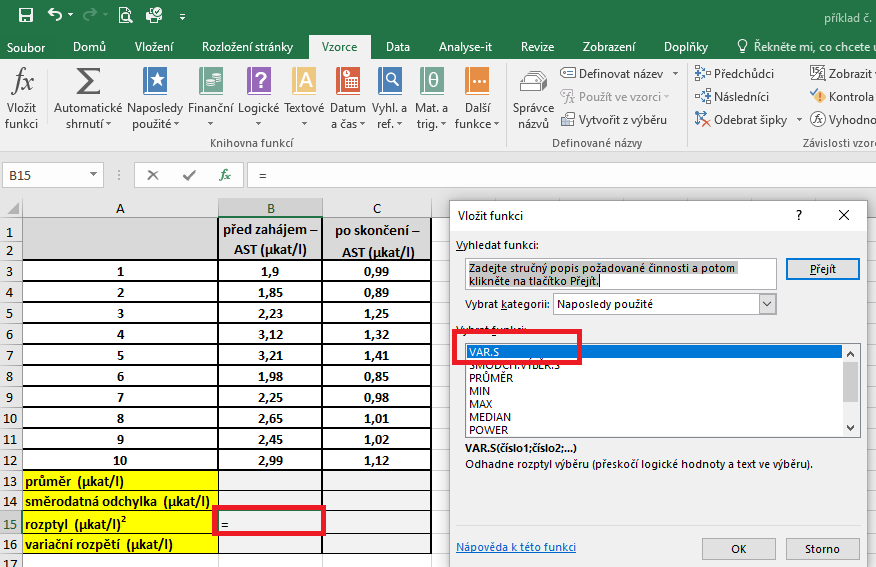 příklad č.
Soubor Domů Vložení Rozložení stránky Vzorce Data Analyse-it Revize Zobrazení Doplňky Řekněte mi, co chcete u
fx Σ ? A θ
Vložit funkci Automatické shrnutí Naposledy použité Finanční Logické Textové Datum a čas Vyhl. a ref. Mat. a trig. Další funkce
Knihovna funkcí
Správce názvů
Definovat název
Použít ve vzorci
Vytvořit z výběru
Definované názvy
Předchůdci
Následníci
Odebrat šipky
Zobrazit
Kontrola
Vyhodno
Závislosti vzor
B15 fx =
A B C
1 před zahájem – po skončení –
2 AST (µkat/l) AST (µkat/l)
3 1 1,9 0,99
4 2 1,85 0,89
5 3 2,23 1,25
6 4 3,12 1,32
7 5 3,21 1,41
8 6 1,98 0,85
9 7 2,25 0,98
10 8 2,65 1,01
11 9 2,45 1,02
12 10 2,99 1,12
13 průměr (µkat/l)
14 směrodatná odchylka (µkat/l)
15 rozptyl (µkat/l)² =
16 variační rozpětí (µkat/l)
17
Vložit funkci ?
Vyhledat funkci:
Zadejte stručný popis požadované činnosti a potom
klikněte na tlačítko Přejít.
Přejít
Vybrat kategorii: Naposledy použité
Vybrat funkci:
VAR.S
SMODCH.VÝBĚR.S
PRŮMĚR
MIN
MAX
MEDIAN
POWER
VAR.S(číslo1;číslo2;...)
Odhadne rozptyl výběru (přeskočí logické hodnoty a text ve výběru).
Nápověda k této funkci
OK Storno